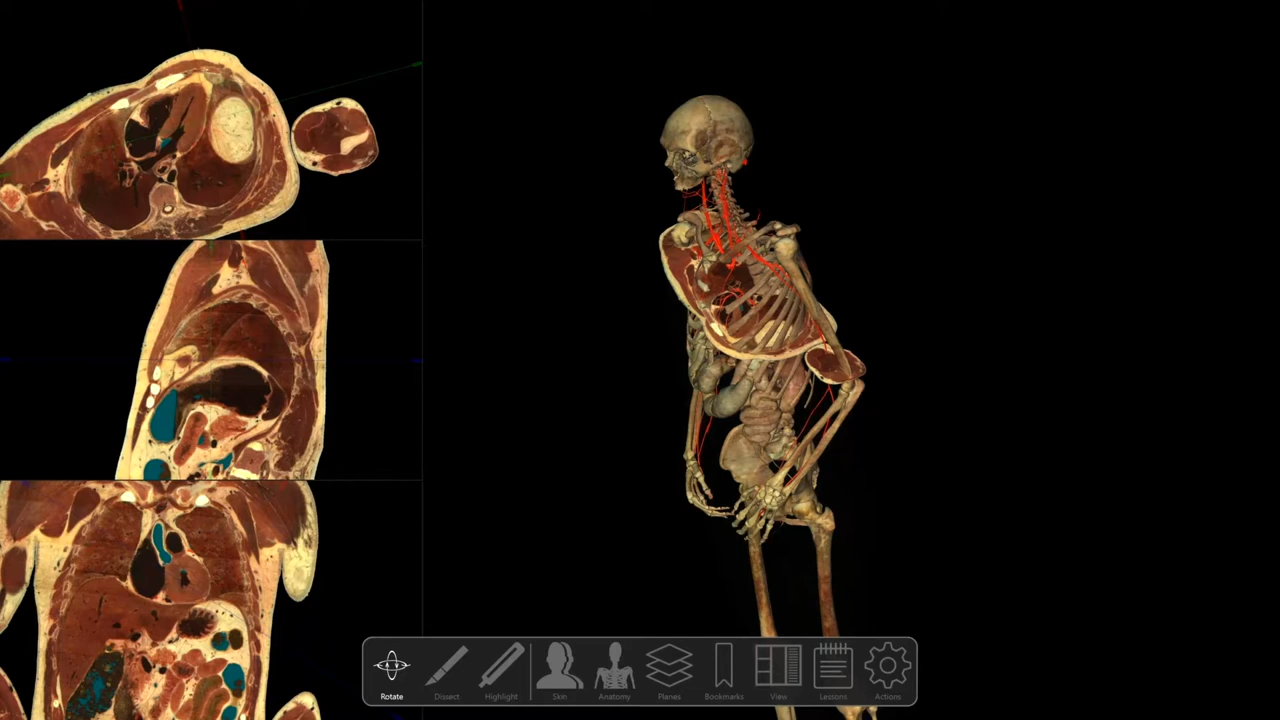 Rotate
Dissect
Highlight
Skin
Anatomy
Planes
Bookmarks
View
Lessons
Actions